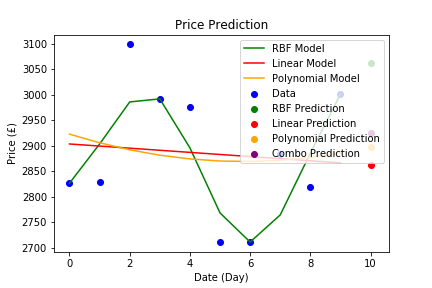 Price Prediction
3100
3050
3000
2950
2900
2850
2800
2750
2700
Price (£)
RBF Model
Linear Model
Polynomial Model
Data
RBF Prediction
Linear Prediction
Polynomial Prediction
Combo Prediction
0 2 4 6 8 10
Date (Day)